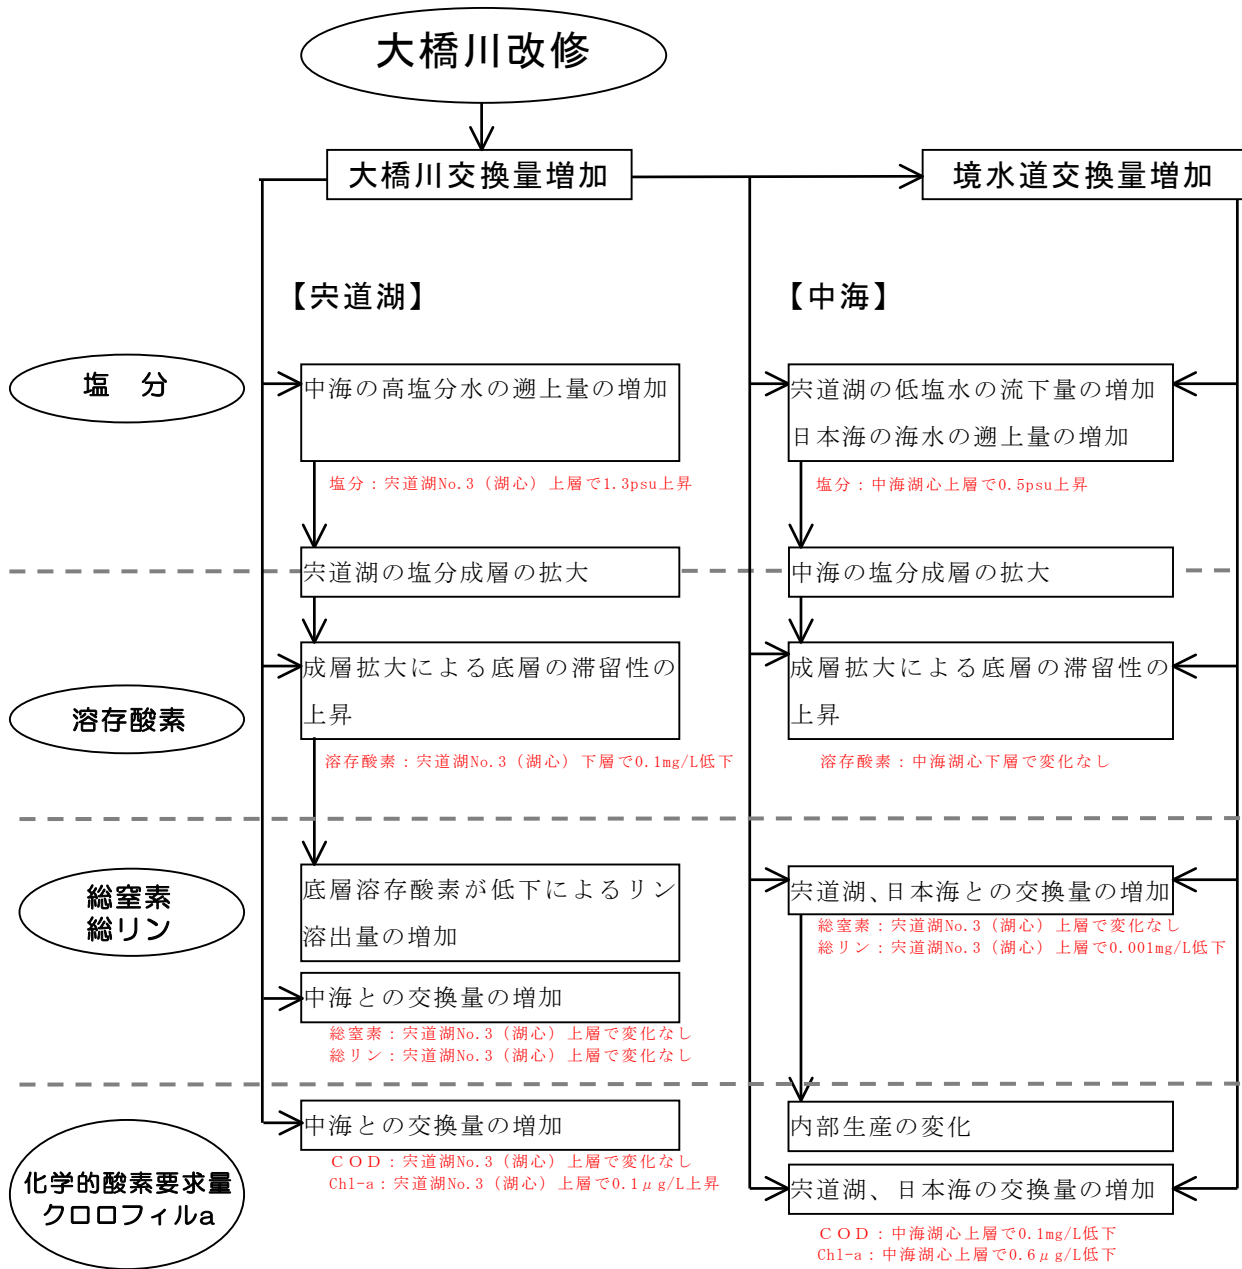 大橋川改修
大橋川交換量増加
境水道交換量増加
【宍道湖】
【中海】
塩　分
中海の高塩分水の遡上量の増加
宍道湖の低塩水の流下量の増加
日本海の海水の遡上量の増加
塩分：宍道湖No.3（湖心）上層で1.3psu上昇
塩分：中海湖心上層で0.5psu上昇
宍道湖の塩分成層の拡大
中海の塩分成層の拡大
溶存酸素
成層拡大による底層の滞留性の
上昇
成層拡大による底層の滞留性の
上昇
溶存酸素：宍道湖No.3（湖心）下層で0.1mg/L低下
溶存酸素：中海湖心下層で変化なし
総窒素
総リン
底層溶存酸素が低下によるリン
溶出量の増加
宍道湖、日本海との交換量の増加
総窒素：宍道湖No.3（湖心）上層で変化なし
総リン：宍道湖No.3（湖心）上層で0.001mg/L低下
中海との交換量の増加
総窒素：宍道湖No.3（湖心）上層で変化なし
総リン：宍道湖No.3（湖心）上層で変化なし
化学的酸素要求量
クロロフィルa
中海との交換量の増加
ＣＯＤ：宍道湖No.3（湖心）上層で変化なし
Chl-a：宍道湖No.3（湖心）上層で0.1μg/L上昇
内部生産の変化
宍道湖、日本海の交換量の増加
ＣＯＤ：中海湖心上層で0.1mg/L低下
Chl-a：中海湖心上層で0.6μg/L低下